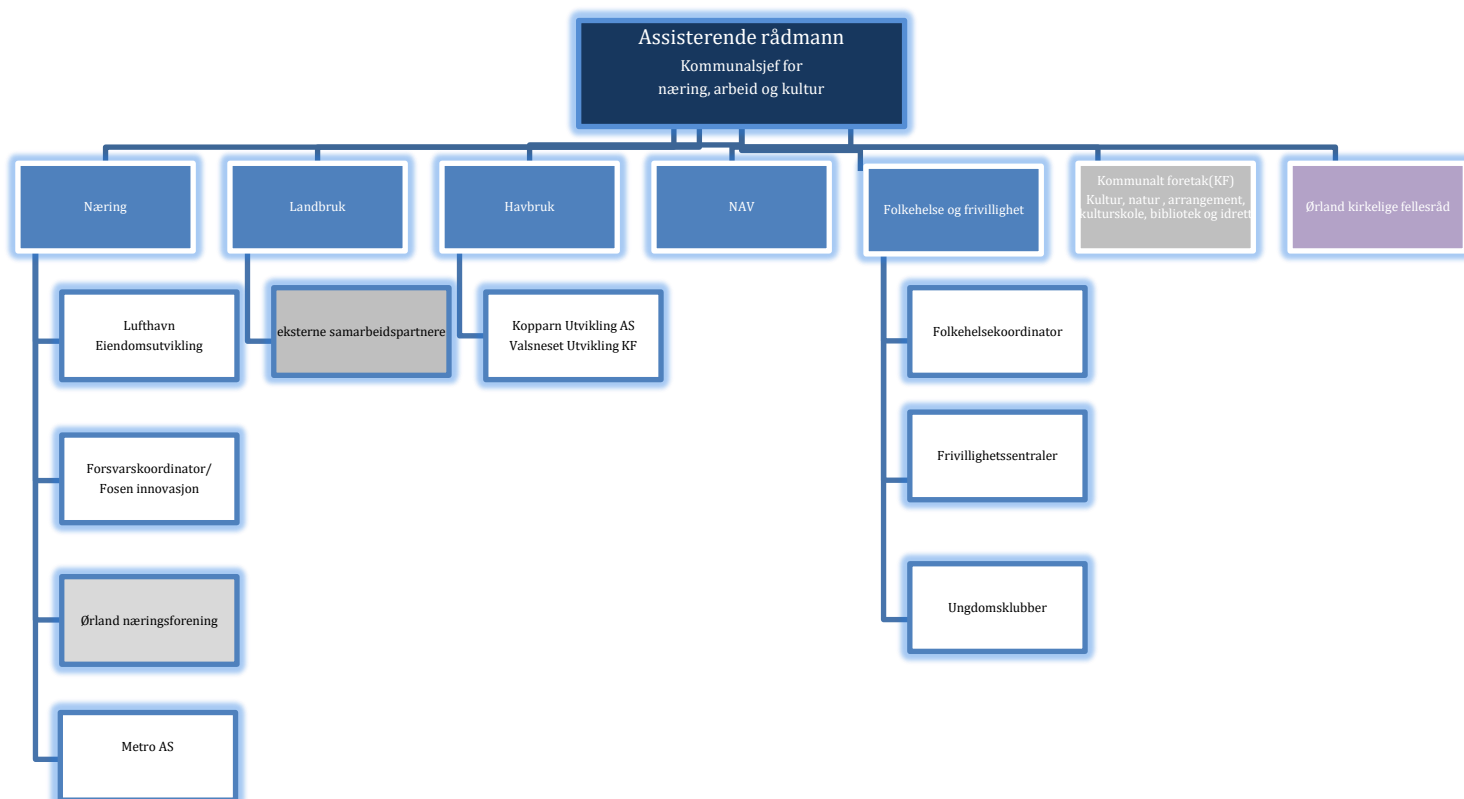 Assisterende rådmann
Kommunalsjef for
næring, arbeid og kultur
Næring
Landbruk
Havbruk
NAV
Folkehelse og frivillighet
Kommunalt foretak(KF)
Kultur, natur , arrangement,
kulturskole, bibliotek og idrett
Ørland kirkelige fellesråd
Lufthavn
Eiendomsutvikling
eksterne samarbeidspartnere
Kopparn Utvikling AS
Valsneset Utvikling KF
Folkehelsekoordinator
Forsvarskoordinator/
Fosen innovasjon
Frivillighetssentraler
Ørland næringsforening
Ungdomsklubber
Metro AS